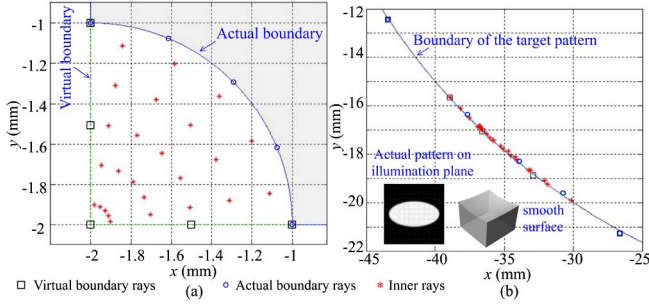 (a)
-1
-1.2
-1.4
-1.6
-1.8
-2
y (mm)
Virtual boundary
Actual boundary
-2 -1.8 -1.6 -1.4 -1.2 -1
x (mm)
(a)
-12
-14
-16
-18
-20
-22
y (mm)
Boundary of the target pattern
Actual pattern on
illumination plane
smooth
surface
-45 -40 -35 -30 -25
x (mm)
(b)
Virtual boundary rays Actual boundary rays Inner rays